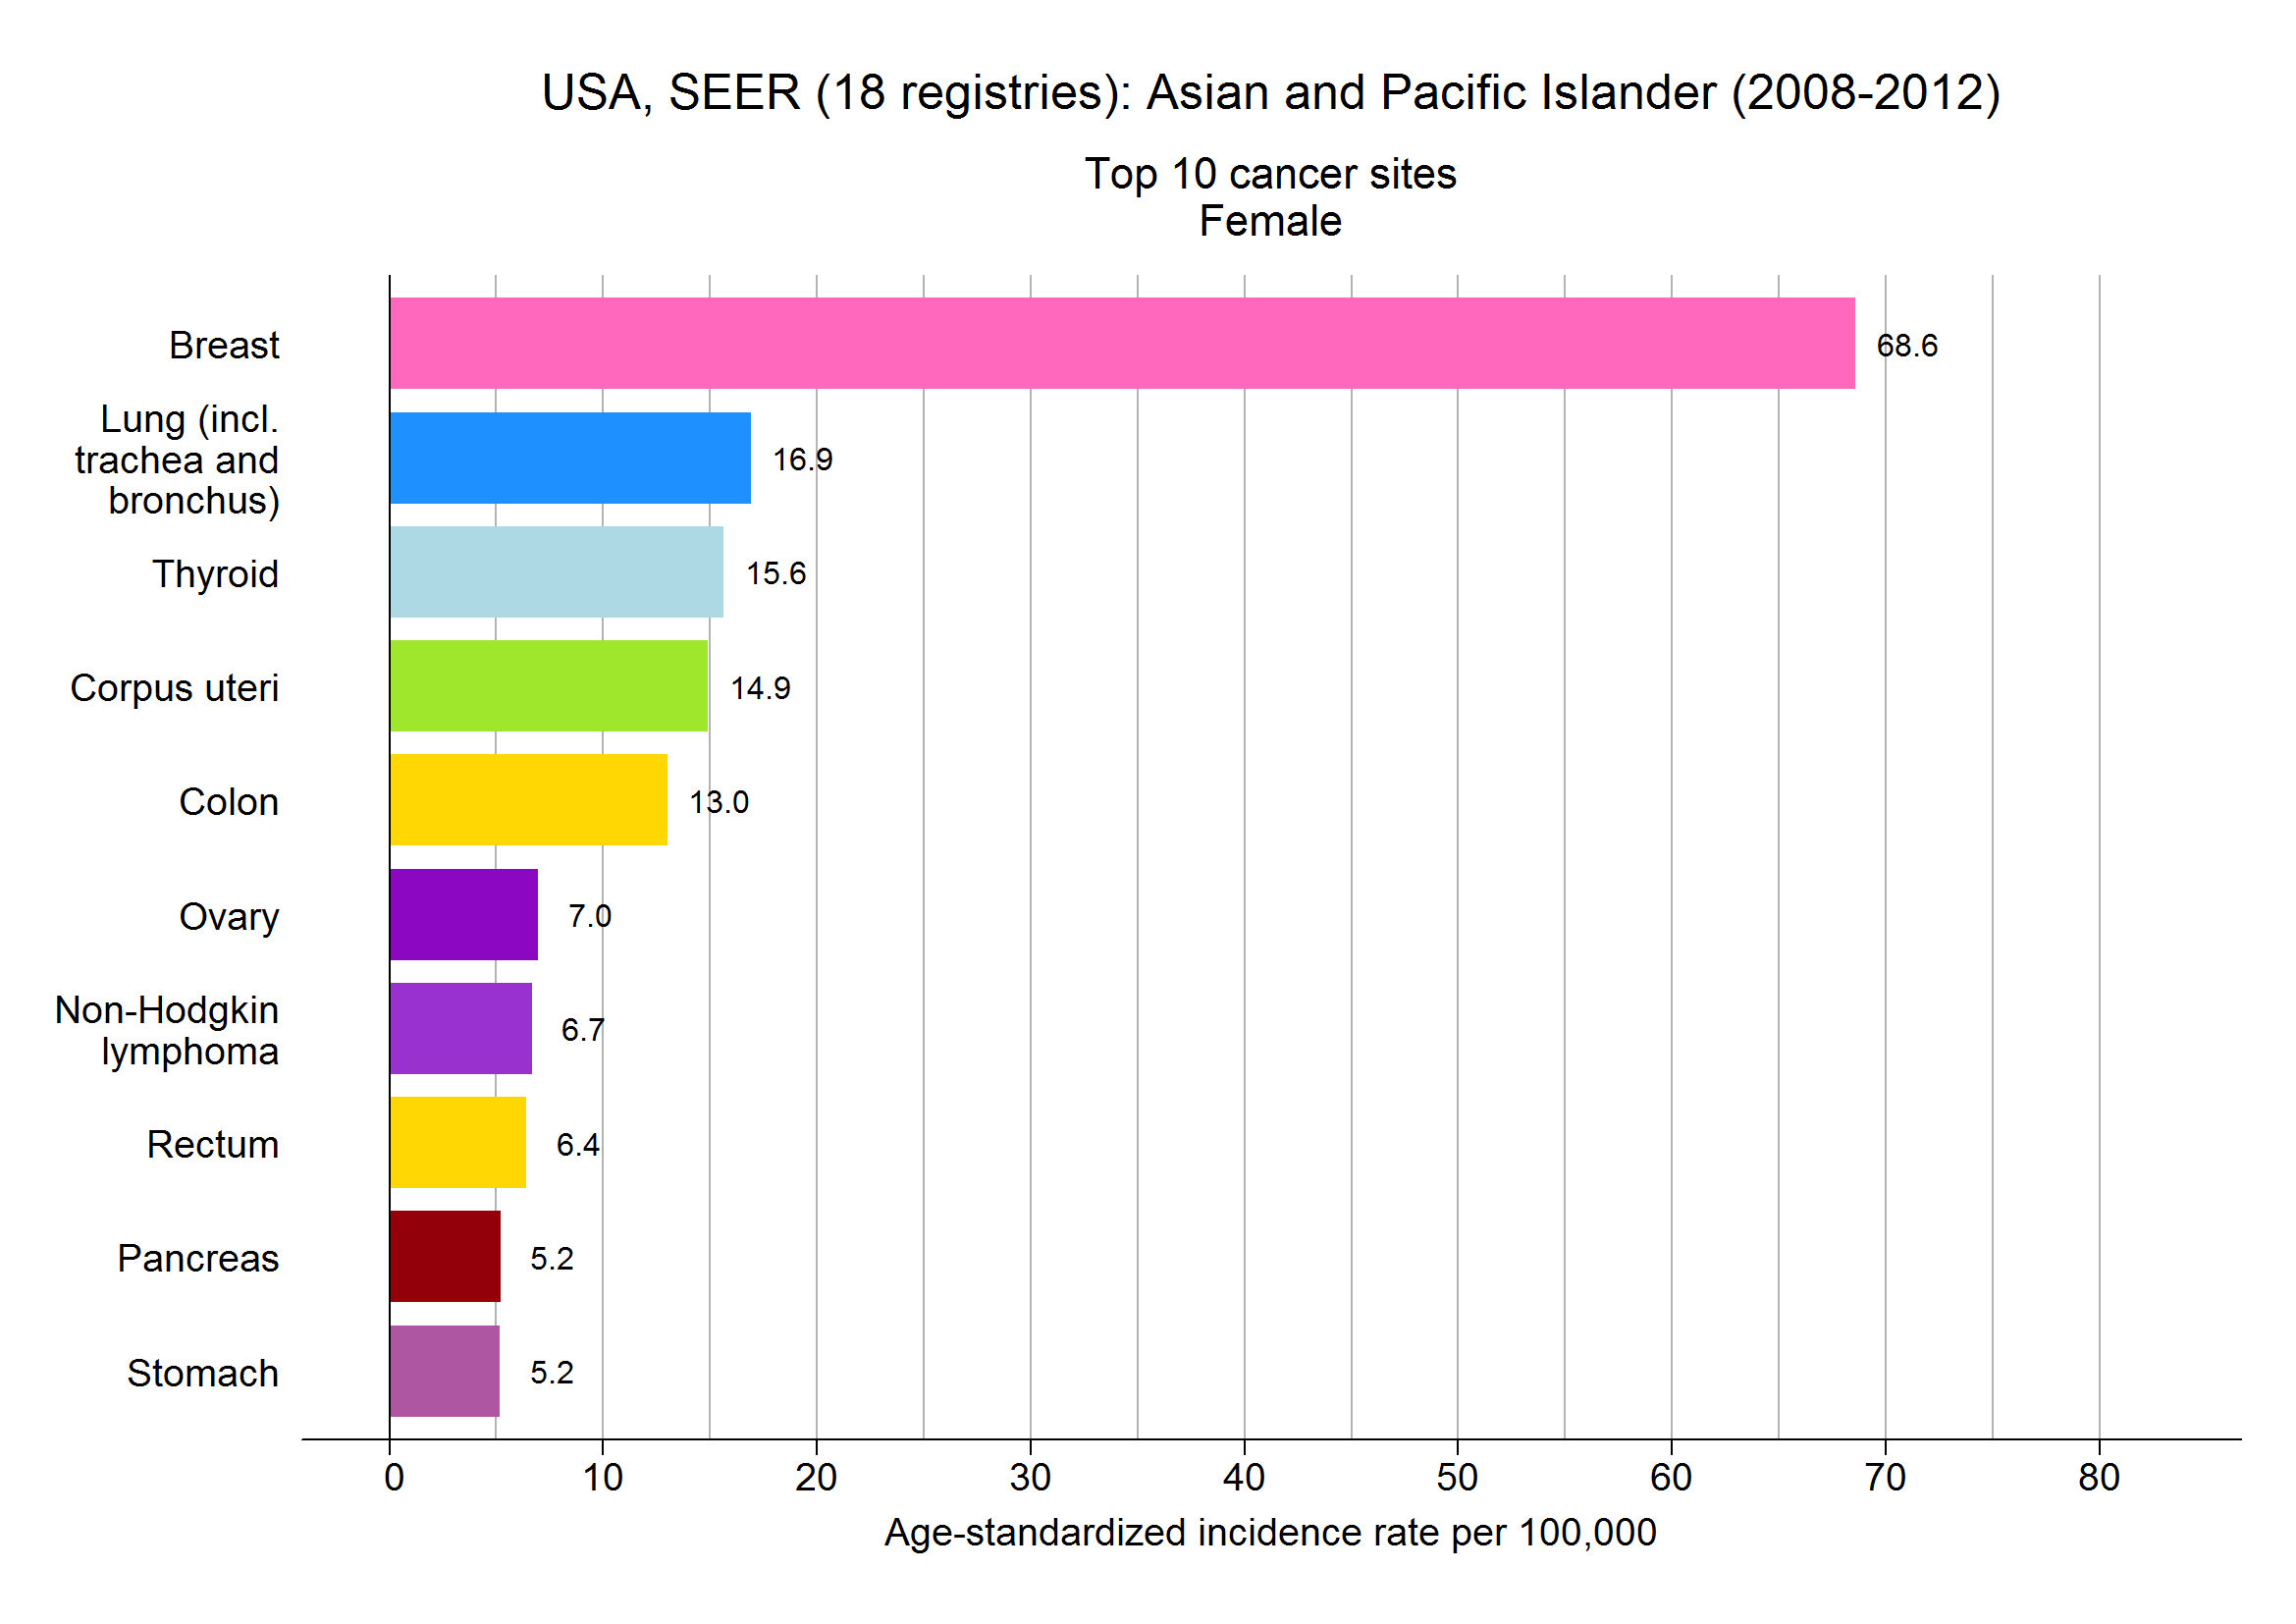 USA, SEER (18 registries): Asian and Pacific Islander (2008-2012)
Top 10 cancer sites
Female
Breast
68.6
Lung (incl.
trachea and
bronchus)
16.9
Thyroid
15.6
Corpus uteri
14.9
Colon
13.0
Ovary
7.0
Non-Hodgkin
lymphoma
6.7
Rectum
6.4
Pancreas
5.2
Stomach
5.2
0 10 20 30 40 50 60 70 80
Age-standardized incidence rate per 100,000